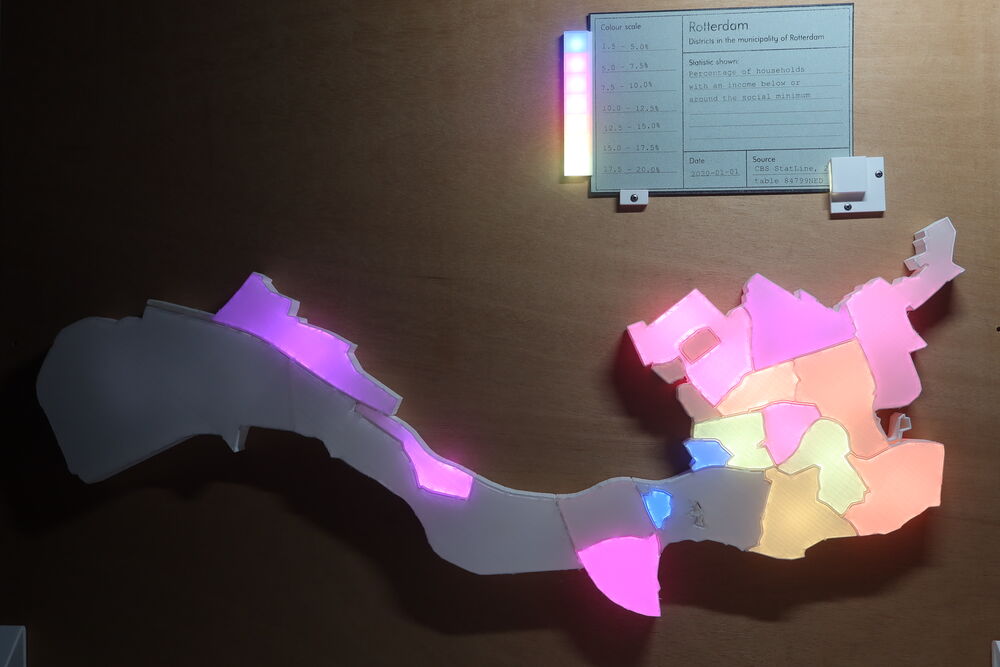 Colour scale
1.5 - 5.0%
5.0 - 7.5%
7.5 - 10.0%
10.0 - 12.5%
12.5 - 15.0%
15.0 - 17.5%
17.5 - 20.0%
Rotterdam
Districts in the municipality of Rotterdam
Statistic shown:
Percentage of households
with an income below or
around the social minimum
Date
2020-01-01
Source
CBS StatLine,
table 84799NED